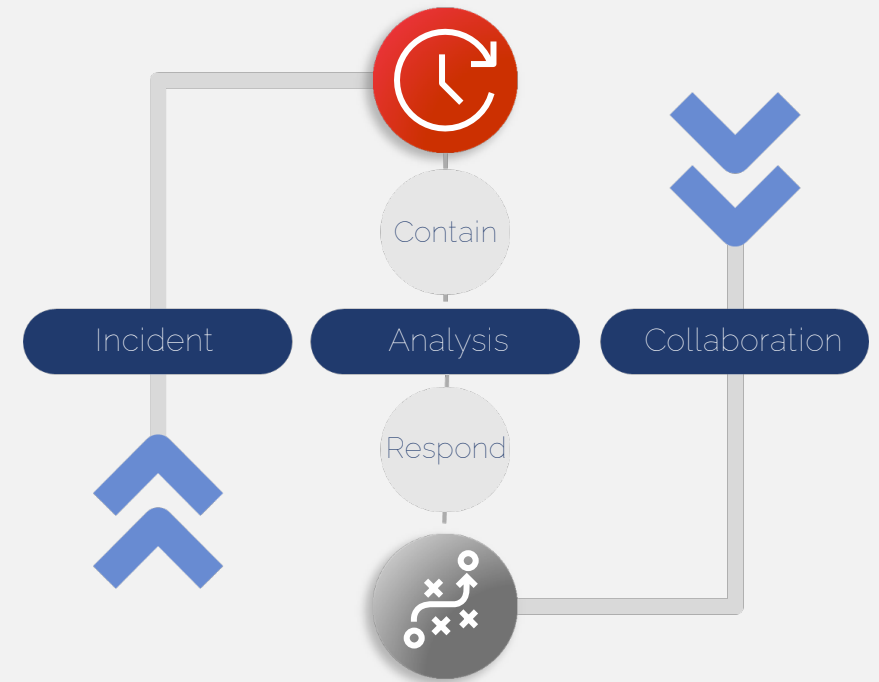 Contain
Incident
Analysis
Collaboration
Respond